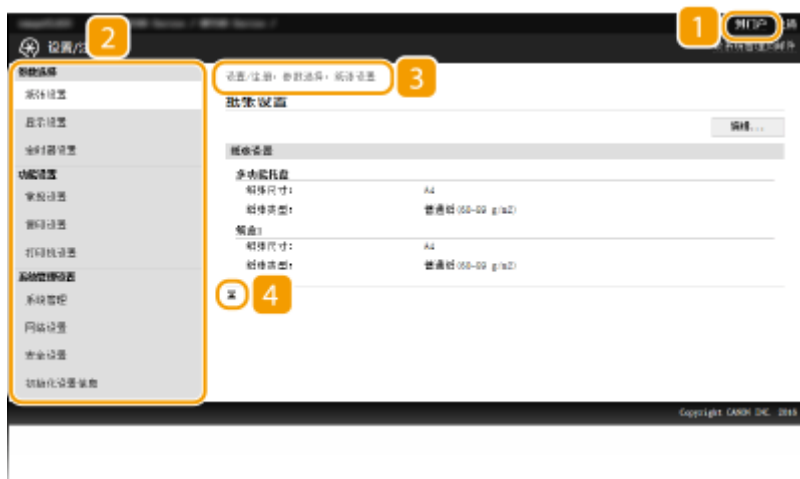 1
到门户
2
设置/注
参数选择
纸张设置
显示设置
定时器设置
功能设置
常规设置
复印设置
打印机设置
系统管理设置
系统管理
网络设置
安全设置
初始化设置信息
设置/注册: 参数选择: 纸张设置
3
纸张设置
编辑...
纸张设置
多功能托盘
纸张尺寸: A4
纸张类型: 普通纸(60-89 g/m2)
纸盒1
纸张尺寸: A4
纸张类型: 普通纸(60-89 g/m2)
4
Copyright CANON INC. 2015